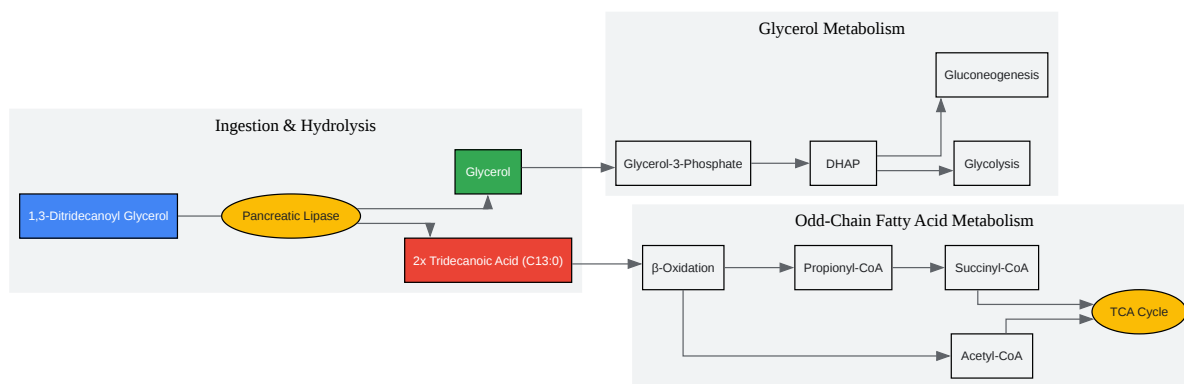 Ingestion & Hydrolysis
1,3-Ditridecanoyl Glycerol
Pancreatic Lipase
Glycerol
2x Tridecanoic Acid (C13:0)
Glycerol Metabolism
Glycerol-3-Phosphate
DHAP
Gluconeogenesis
Glycolysis
Odd-Chain Fatty Acid Metabolism
β-Oxidation
Propionyl-CoA
Succinyl-CoA
Acetyl-CoA
TCA Cycle